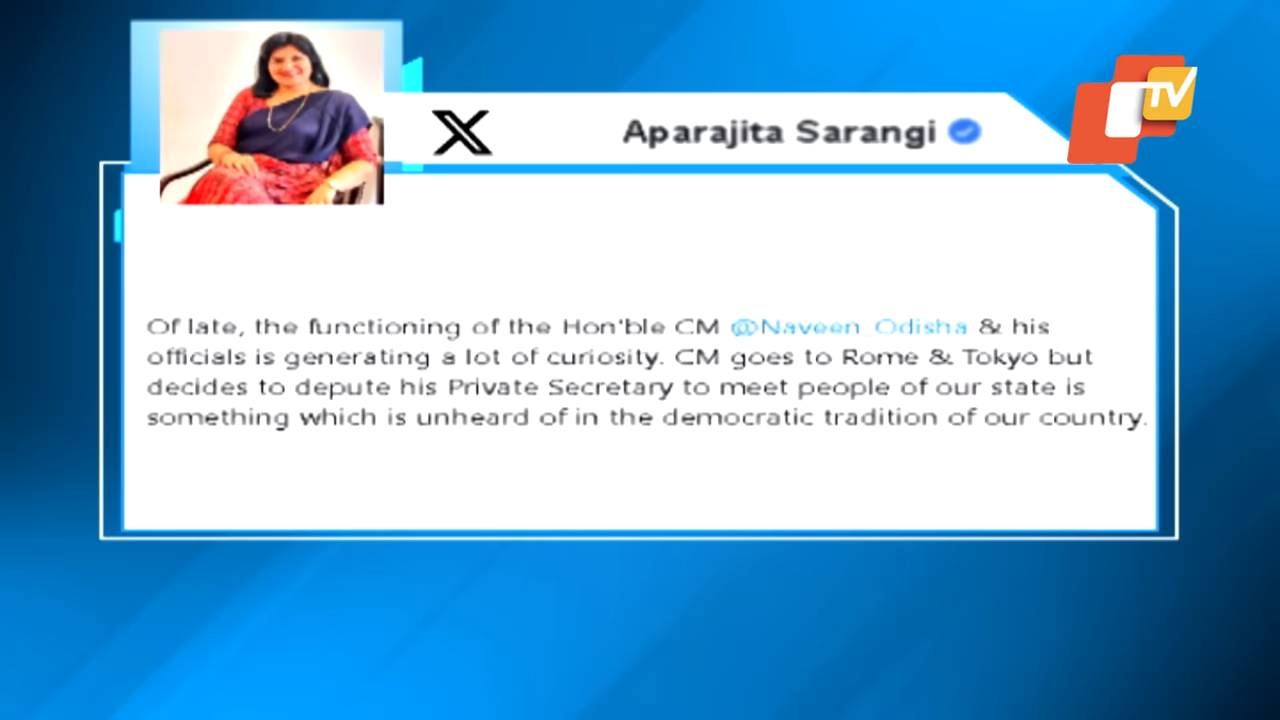 TV
Aparajita Sarangi
Of late, the functioning of the Hon'ble CM @Naveen_Odisha & his
officials is generating a lot of curiosity. CM goes to Rome & Tokyo but
decides to depute his Private Secretary to meet people of our state is
something which is unheard of in the democratic tradition of our country.